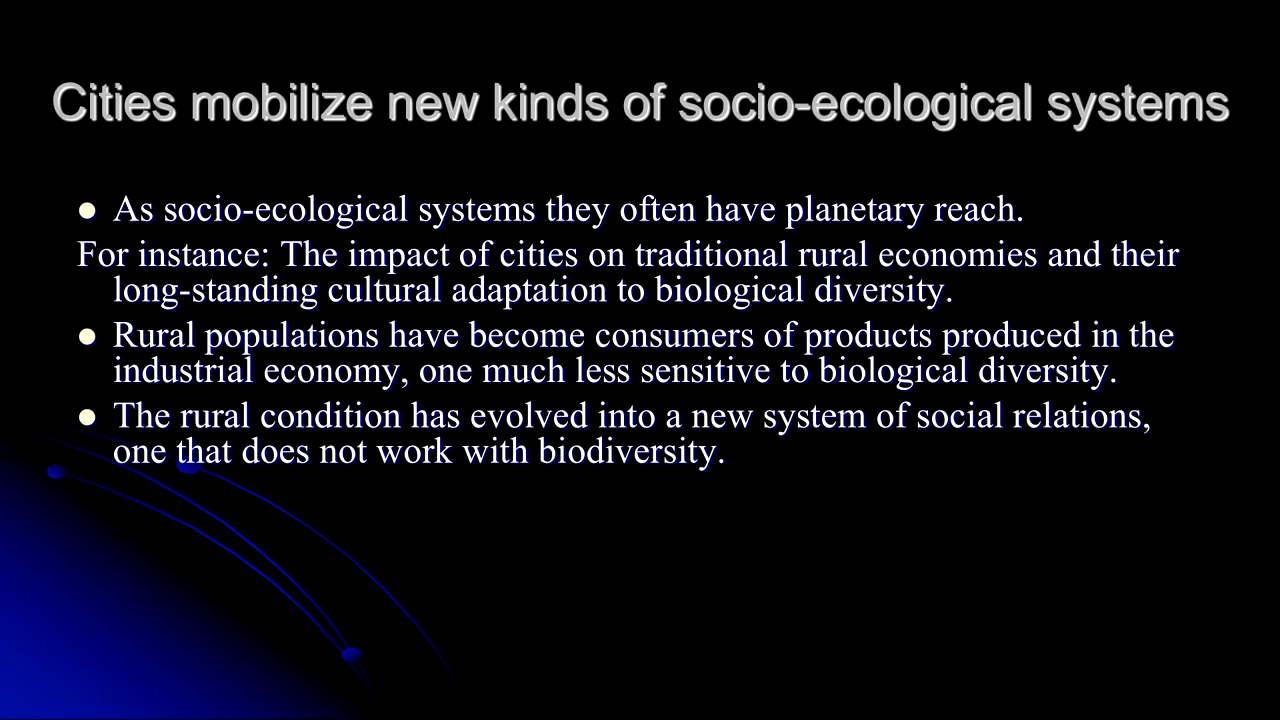 Cities mobilize new kinds of socio-ecological systems
As socio-ecological systems they often have planetary reach.
For instance: The impact of cities on traditional rural economies and their
long-standing cultural adaptation to biological diversity.
Rural populations have become consumers of products produced in the
industrial economy, one much less sensitive to biological diversity.
The rural condition has evolved into a new system of social relations,
one that does not work with biodiversity.